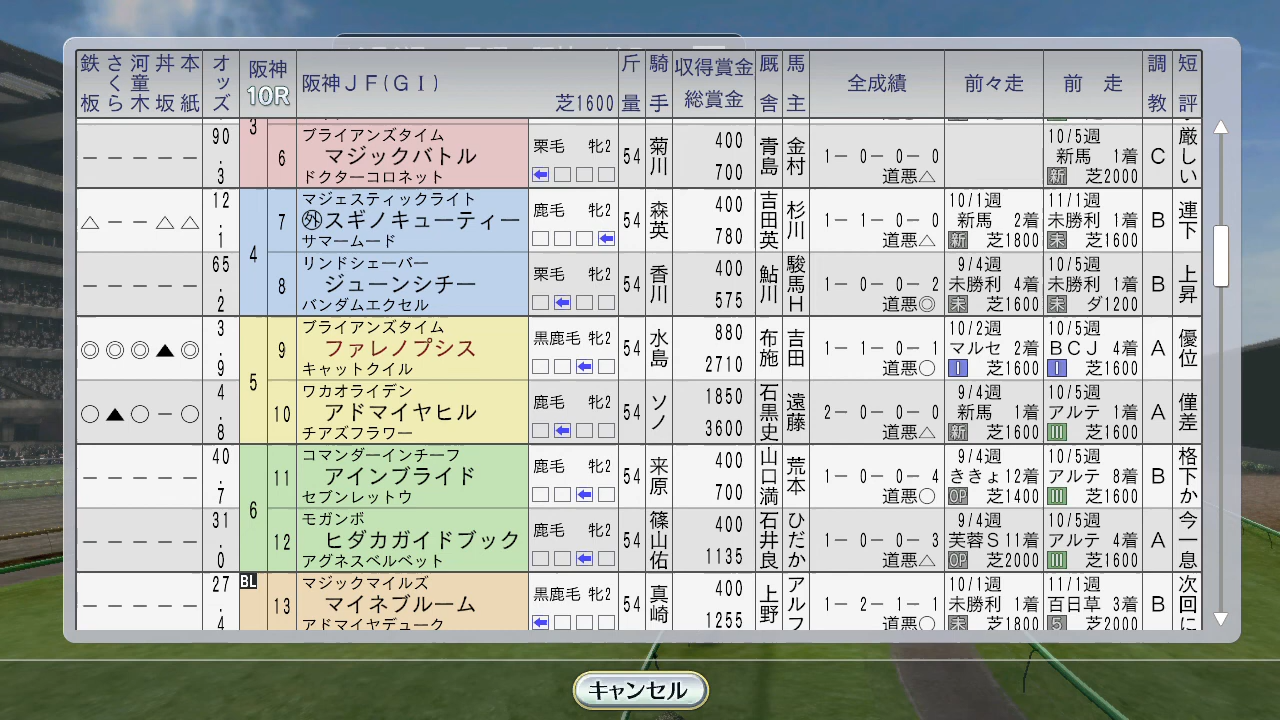 鉄板 さくら 河童木 丼坂 本紙 オッズ 阪神 10R 阪神JF(GI) 芝1600 斤量 騎手 収得賞金 総賞金 厩舎 馬主 全成績 前々走 前 走 調教 短評
3
ブライアンズタイム
－ － － － － 90.3 6 マジックバトル 栗毛 牝2 54 菊川 400 700 青島 金村 1－ 0－ 0－ 0 道悪△ 10/5週 新馬 1着 新 芝2000 C 厳しい
ドクターコロネット
マジェスティックライト
△ － － △ △ 12.1 4 7 外スギノキューティー 鹿毛 牝2 54 森英 400 780 吉田英 杉川 1－ 1－ 0－ 0 道悪△ 10/1週 新馬 2着 新 芝1800 11/1週 未勝利 1着 未 芝1600 B 連下
サマームード
リンドシェーバー
－ － － － － 65.2 8 ジューンシチー 栗毛 牝2 54 香川 400 575 鮎川 駿馬H 1－ 0－ 0－ 2 道悪◎ 9/4週 未勝利 4着 未 芝1600 10/5週 未勝利 1着 未 ダ1200 B 上昇
バンダムエクセル
ブライアンズタイム
◎ ◎ ◎ ▲ ◎ 3.9 5 9 ファレノプシス 黒鹿毛 牝2 54 水島 880 2710 布施 吉田 1－ 1－ 0－ 1 道悪○ 10/2週 マルセ 2着 I 芝1600 10/5週 BCJ 4着 I 芝1600 A 優位
キャットクイル
ワカオライデン
○ ▲ ○ － ○ 4.8 10 アドマイヤヒル 鹿毛 牝2 54 ソノ 1850 3600 石黒史 遠藤 2－ 0－ 0－ 0 道悪△ 9/4週 新馬 1着 新 芝1600 10/5週 アルテ 1着 III 芝1600 A 僅差
チアズフラワー
コマンダーインチーフ
－ － － － － 40.7 6 11 アインブライド 鹿毛 牝2 54 来原 400 700 山口満 荒本 1－ 0－ 0－ 4 道悪○ 9/4週 ききょ12着 OP 芝1400 10/5週 アルテ 8着 III 芝1600 B 格下か
セブンレットウ
モガンボ
－ － － － － 31.0 12 ヒダカガイドブック 鹿毛 牝2 54 篠山佑 400 1135 石井良 ひだか 1－ 0－ 0－ 3 道悪△ 9/4週 芙蓉S11着 OP 芝2000 10/5週 アルテ 4着 III 芝1600 A 今一息
アグネスベルベット
マジックマイルズ
－ － － － － 27.4 BL 13 マイネブルーム 黒鹿毛 牝2 54 真崎 400 1255 上野 アルフ 1－ 2－ 1－ 1 道悪○ 10/1週 未勝利 1着 未 芝1800 11/1週 百日草 3着 5 芝2000 B 次回に
アドマイヤデューク
キャンセル